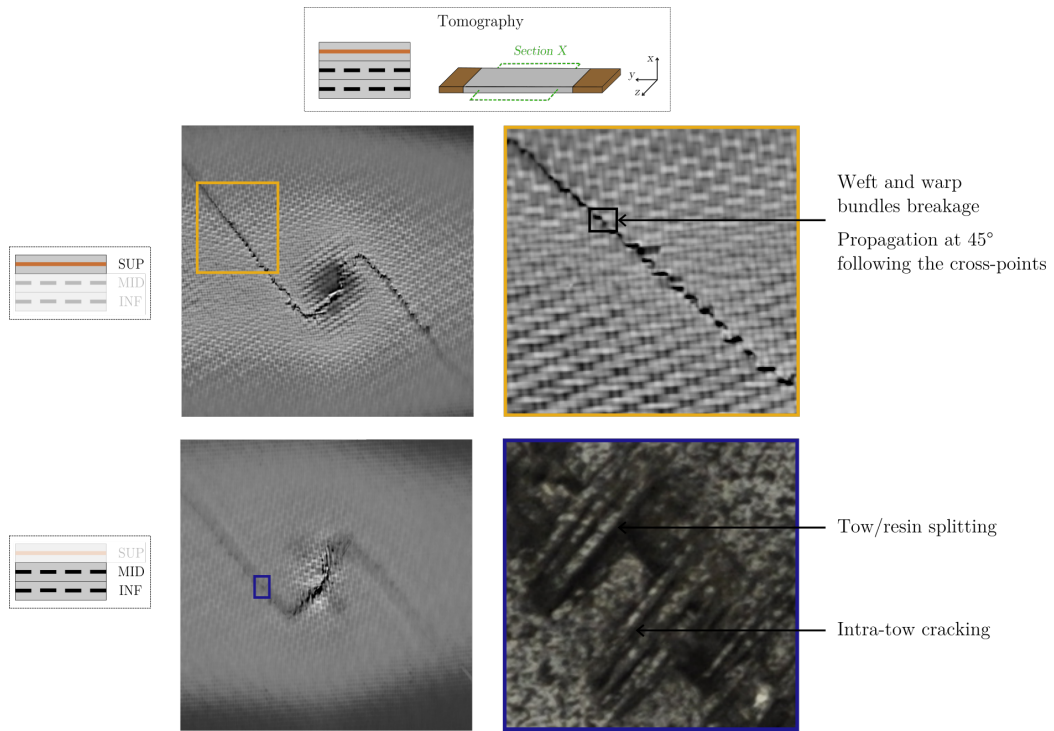 Tomography
Section X
x
y
z
Weft and warp
bundles breakage
Propagation at 45°
following the cross-points
SUP
MID
INF
Tow/resin splitting
SUP
MID
INF
Intra-tow cracking